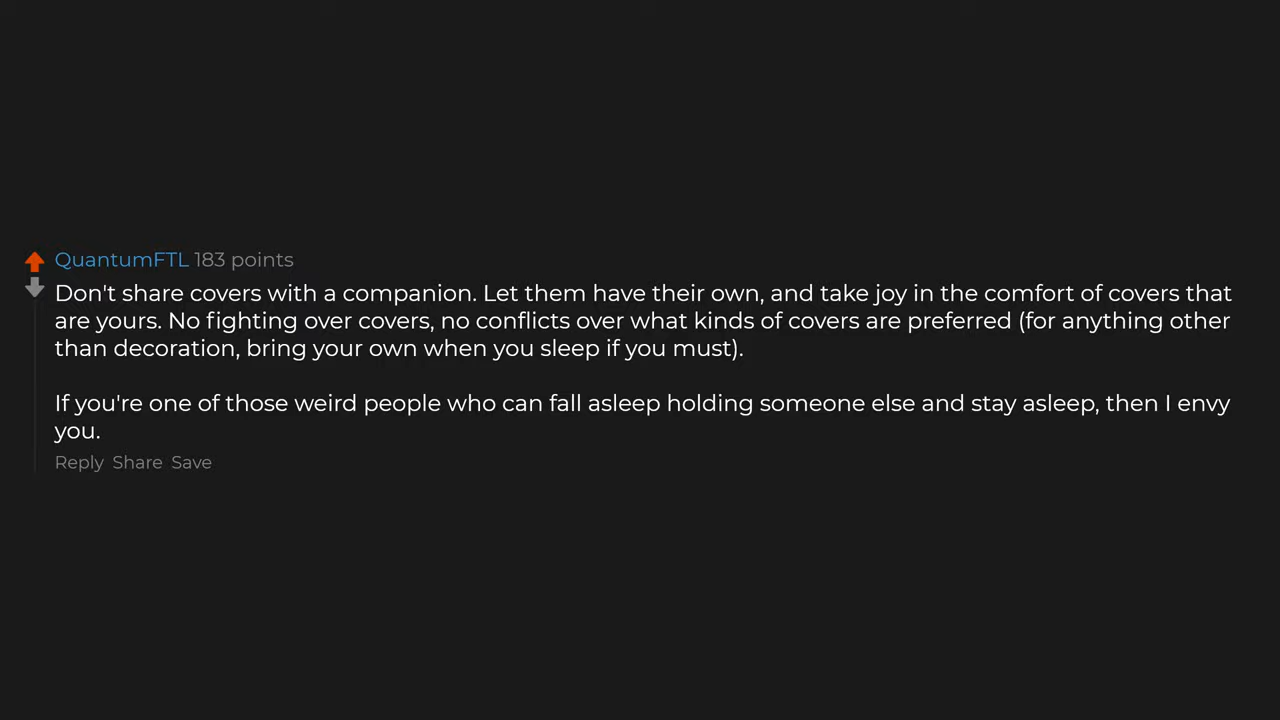 QuantumFTL 183 points
Don't share covers with a companion. Let them have their own, and take joy in the comfort of covers that
are yours. No fighting over covers, no conflicts over what kinds of covers are preferred (for anything other
than decoration, bring your own when you sleep if you must).
If you're one of those weird people who can fall asleep holding someone else and stay asleep, then I envy
you.
Reply Share Save